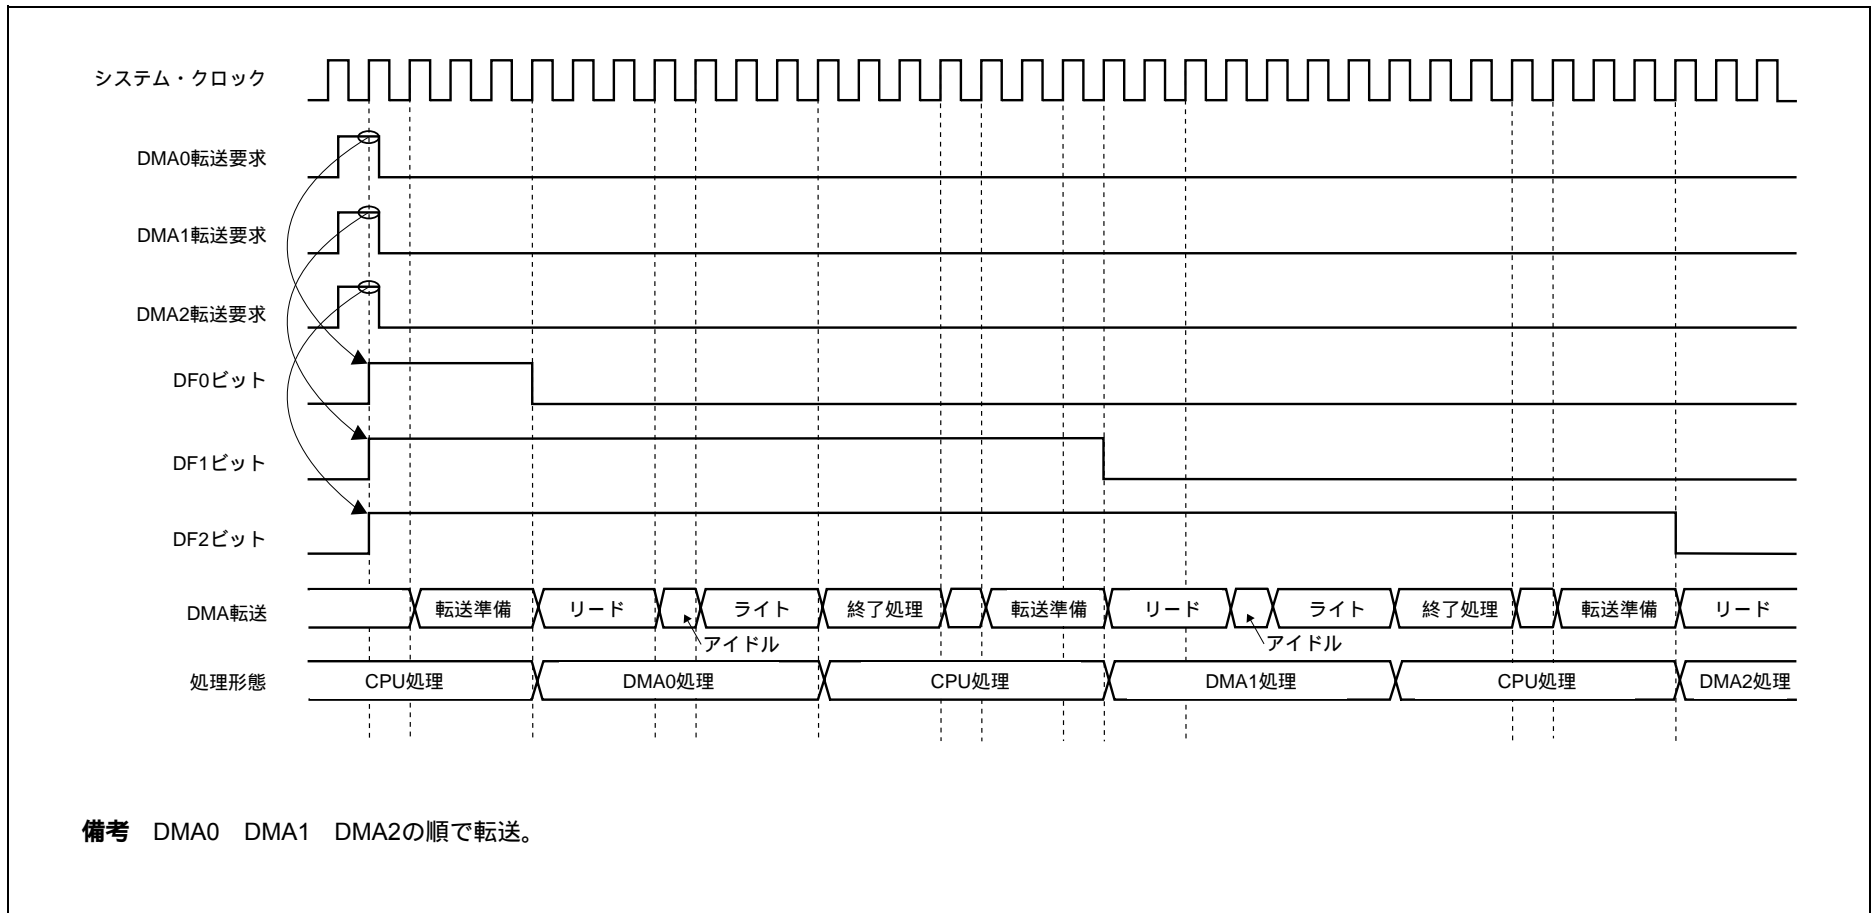 システム・クロック
DMA0転送要求
DMA1転送要求
DMA2転送要求
DF0ビット
DF1ビット
DF2ビット
DMA転送 転送準備 リード ライト 終了処理 転送準備 リード ライト 終了処理 転送準備 リード
アイドル アイドル
処理形態 CPU処理 DMA0処理 CPU処理 DMA1処理 CPU処理 DMA2処理
備考 DMA0 DMA1 DMA2の順で転送。